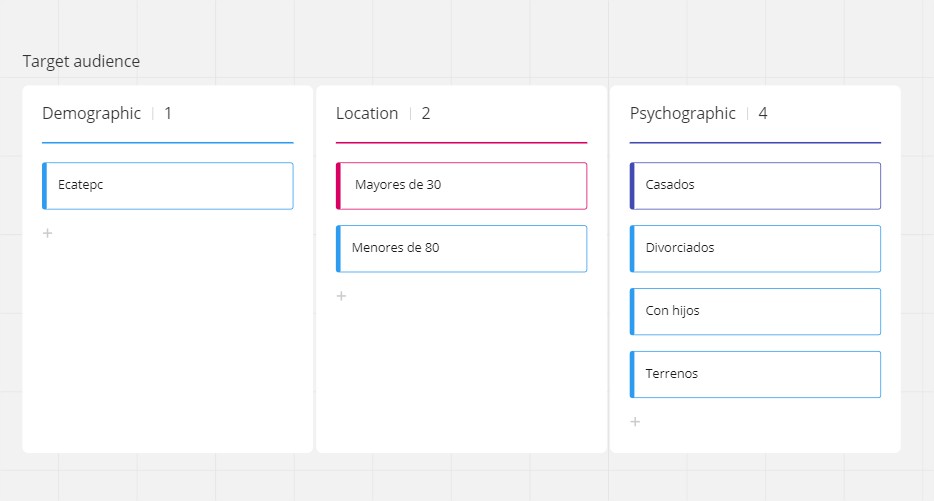 Target audience
Demographic | 1
Location | 2
Psychographic | 4
Ecatepc
Mayores de 30
Casados
Menores de 80
Divorciados
Con hijos
Terrenos